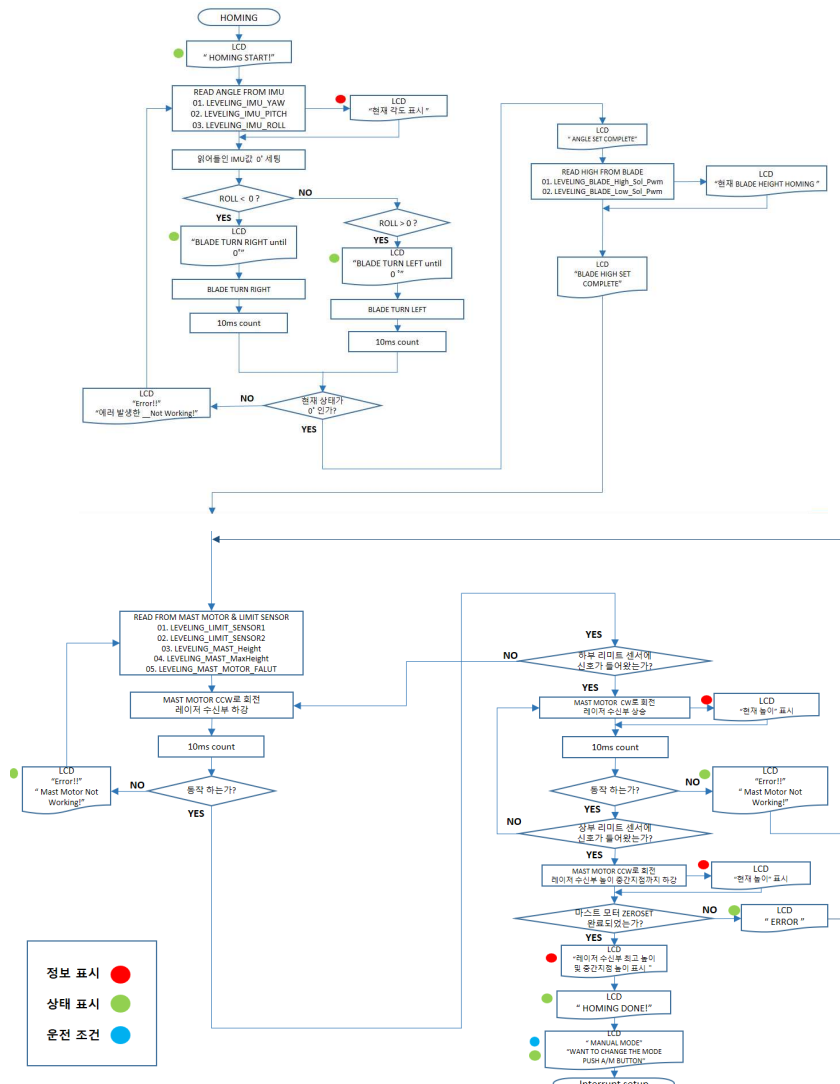 HOMING
LCD
" HOMING START!"
READ ANGLE FROM IMU
01. LEVELING_IMU_YAW
02. LEVELING_IMU_PITCH
03. LEVELING_IMU_ROLL
LCD
"현재 각도 표시 "
읽어들인 IMU값 0˚ 세팅
ROLL < 0 ?
NO
YES
LCD
"BLADE TURN RIGHT until
0˚"
BLADE TURN RIGHT
10ms count
ROLL > 0 ?
YES
LCD
"BLADE TURN LEFT until
0 ˚"
BLADE TURN LEFT
10ms count
현재 상태가
0˚ 인가?
NO
YES
LCD
"Error!!"
"에러 발생한 __Not Working!"
LCD
" ANGLE SET COMPLETE"
READ HIGH FROM BLADE
01. LEVELING_BLADE_High_Sol_Pwm
02. LEVELING_BLADE_Low_Sol_Pwm
LCD
"현재 BLADE HEIGHT HOMING "
LCD
"BLADE HIGH SET
COMPLETE"
READ FROM MAST MOTOR & LIMIT SENSOR
01. LEVELING_LIMIT_SENSOR1
02. LEVELING_LIMIT_SENSOR2
03. LEVELING_MAST_Height
04. LEVELING_MAST_MaxHeight
05. LEVELING_MAST_MOTOR_FALUT
MAST MOTOR CCW로 회전
레이저 수신부 하강
10ms count
동작 하는가?
NO
YES
LCD
"Error!!"
" Mast Motor Not
Working!"
YES
하부 리미트 센서에
신호가 들어왔는가?
NO
YES
MAST MOTOR CW로 회전
레이저 수신부 상승
LCD
"현재 높이" 표시
10ms count
동작 하는가?
NO
YES
LCD
"Error!!"
" Mast Motor Not
Working!"
상부 리미트 센서에
신호가 들어왔는가?
NO
YES
MAST MOTOR CCW로 회전
레이저 수신부 높이 중간지점까지 하강
LCD
"현재 높이" 표시
마스트 모터 ZEROSET
완료되었는가?
NO
YES
LCD
" ERROR "
LCD
"레이저 수신부 최고 높이
및 중간지점 높이 표시 "
LCD
" HOMING DONE!"
LCD
" MANUAL MODE"
"WANT TO CHANGE THE MODE
PUSH A/M BUTTON"
Interrupt setup
정보 표시
상태 표시
운전 조건